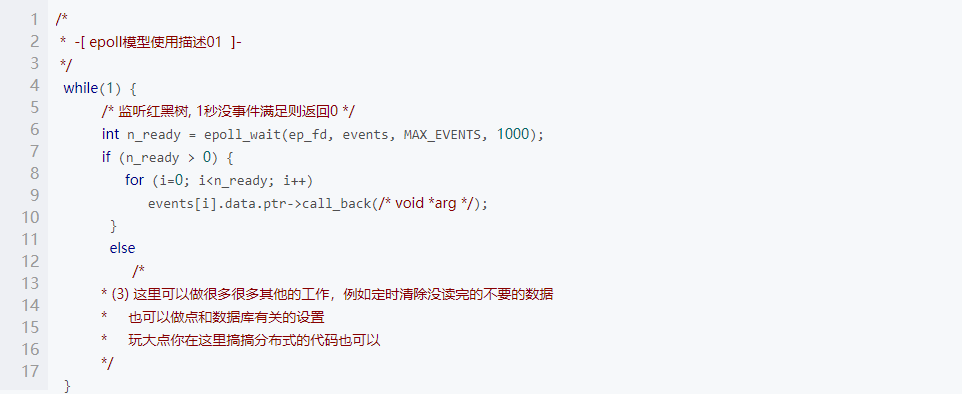 1 /*
2 * -[ epoll模型使用描述01 ]-
3 */
4 while(1) {
5 /* 监听红黑树, 1秒没事件满足则返回0 */
6 int n_ready = epoll_wait(ep_fd, events, MAX_EVENTS, 1000);
7 if (n_ready > 0) {
8 for (i=0; i<n_ready; i++)
9 events[i].data.ptr->call_back(/* void *arg */);
10 }
11 else
12 /*
13 * (3) 这里可以做很多很多其他的工作，例如定时清除没读完的不要的数据
14 * 也可以做点和数据库有关的设置
15 * 玩大点你在这里搞搞分布式的代码也可以
16 */
17 }